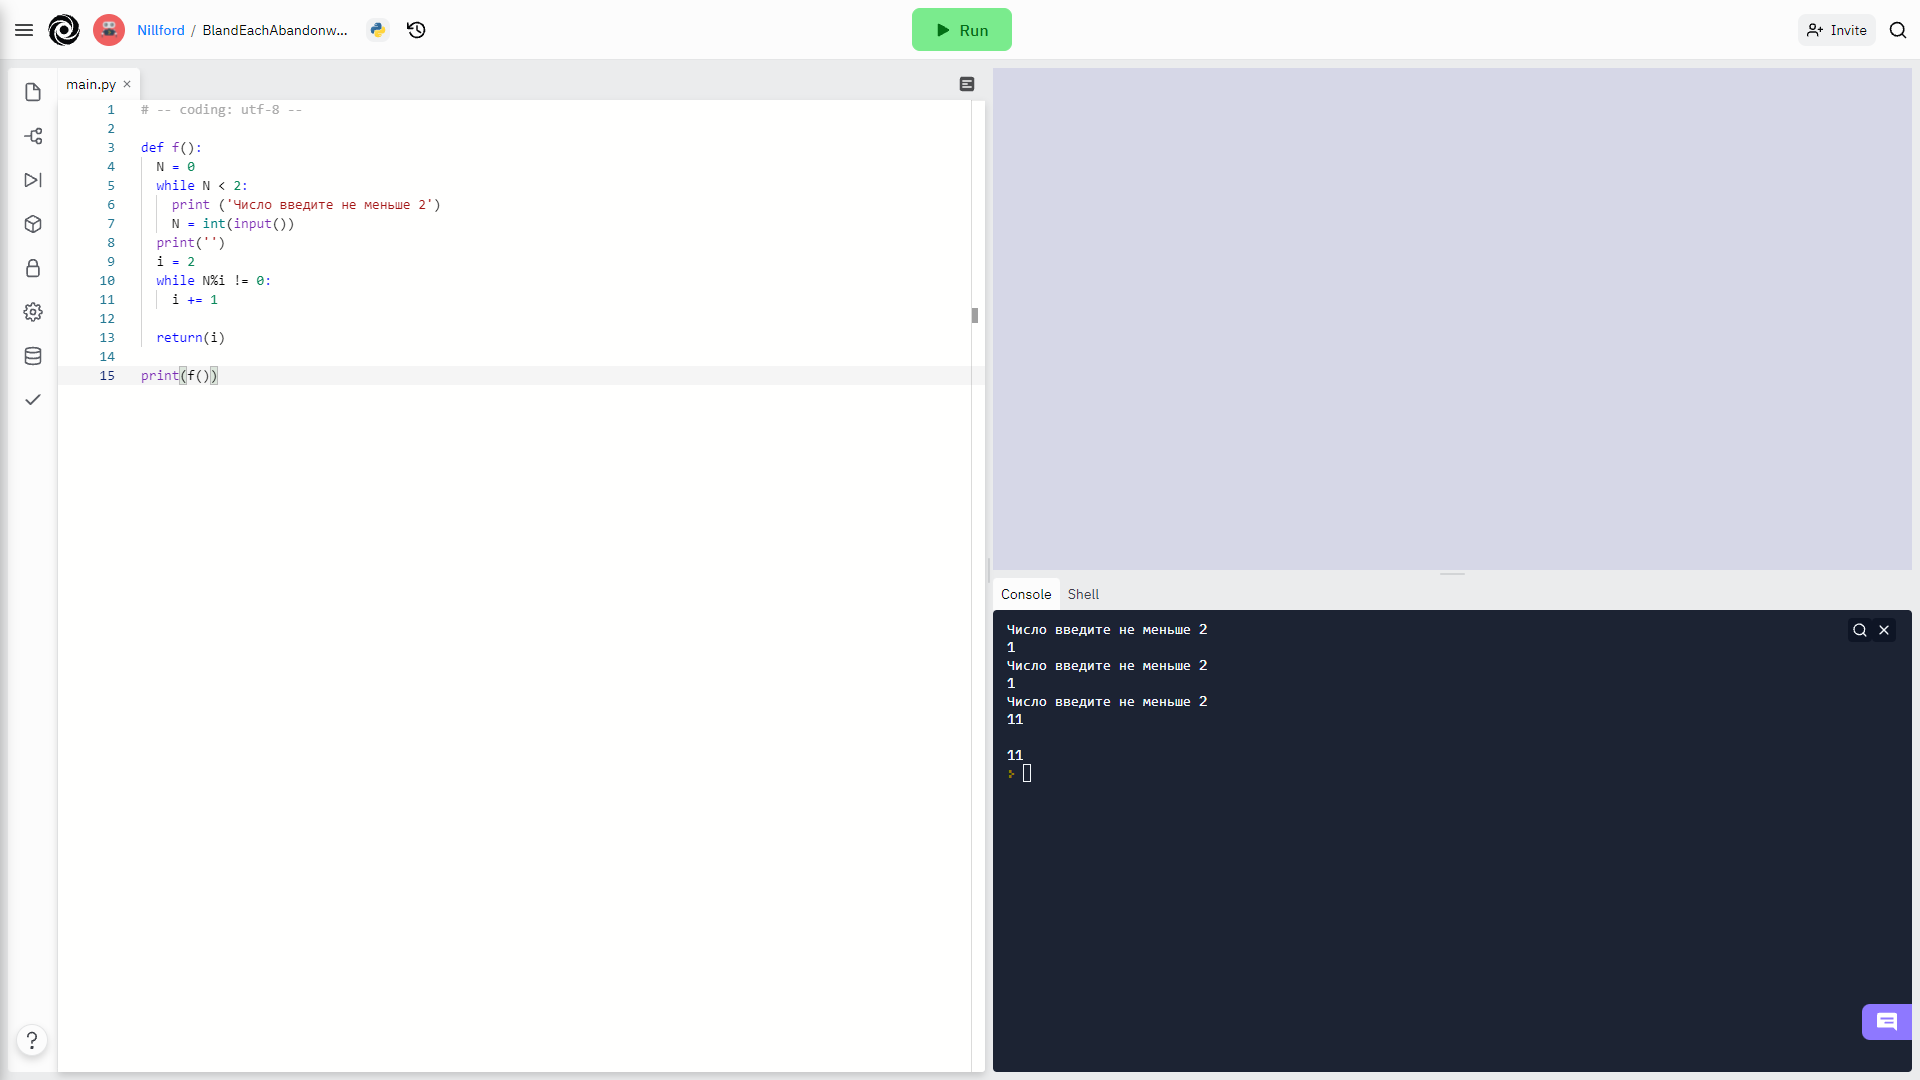 Nillford / BlandEachAbandonw...
Run
Invite
main.py
1 # -- coding: utf-8 --
2
3 def f():
4 N = 0
5 while N < 2:
6 print ('Число введите не меньше 2')
7 N = int(input())
8 print('')
9 i = 2
10 while N%i != 0:
11 i += 1
12
13 return(i)
14
15 print(f())
?
Console Shell
Число введите не меньше 2
1
Число введите не меньше 2
1
Число введите не меньше 2
11
11